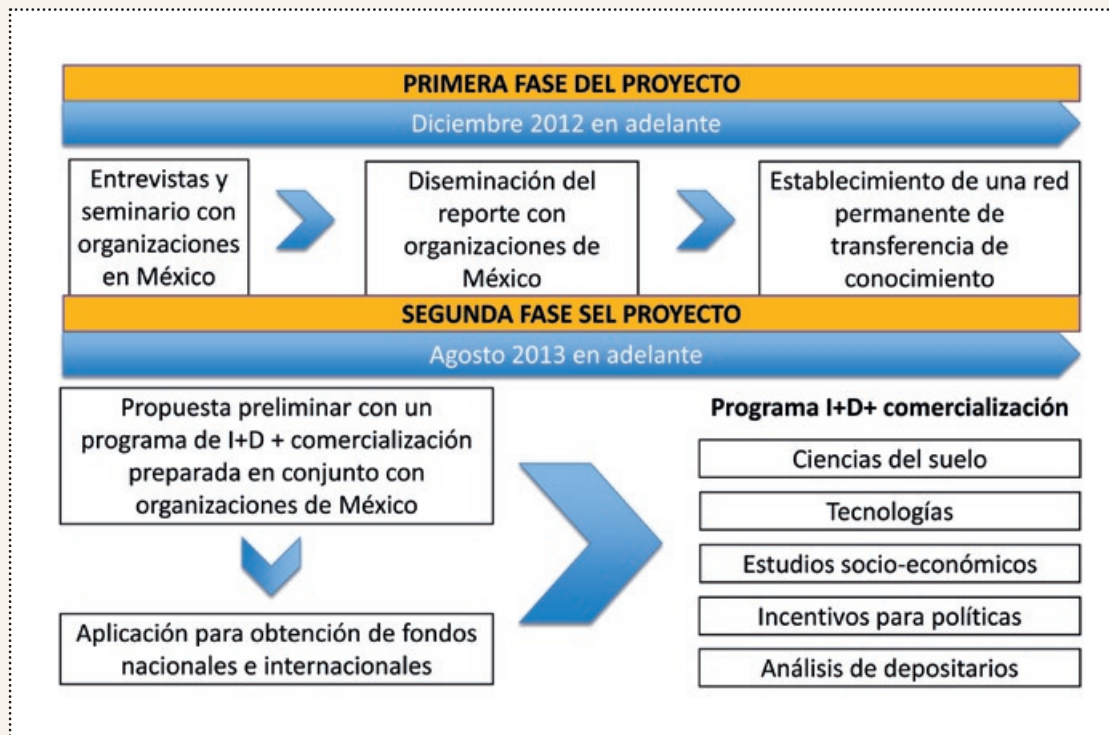 PRIMERA FASE DEL PROYECTO
Diciembre 2012 en adelante
Entrevistas y
seminario con
organizaciones
en México
Diseminación del
reporte con
organizaciones de
México
Establecimiento de una red
permanente de
transferencia de
conocimiento
SEGUNDA FASE SEL PROYECTO
Agosto 2013 en adelante
Propuesta preliminar con un
programa de I+D + comercialización
preparada en conjunto con
organizaciones de México
Aplicación para obtención de fondos
nacionales e internacionales
Programa I+D+ comercialización
Ciencias del suelo
Tecnologías
Estudios socio-económicos
Incentivos para políticas
Análisis de depositarios